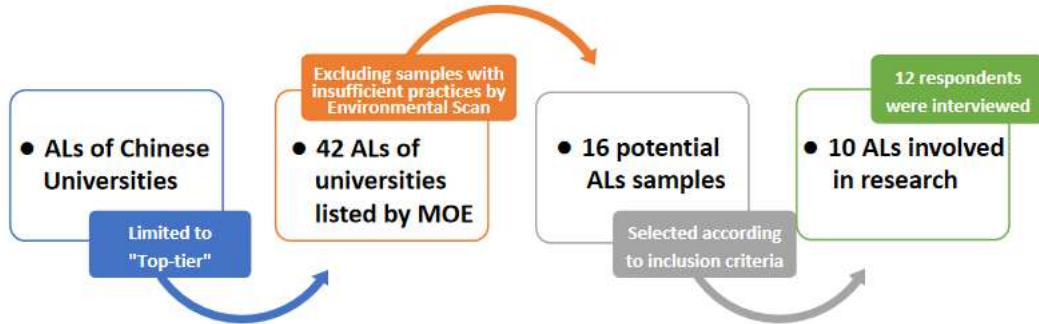 ● ALs of Chinese
Universities
Limited to
"Top-tier"
Excluding samples with
insufficient practices by
Environmental Scan
● 42 ALs of
universities
listed by MOE
● 16 potential
ALs samples
Selected according
to inclusion criteria
12 respondents
were interviewed
● 10 ALs involved
in research